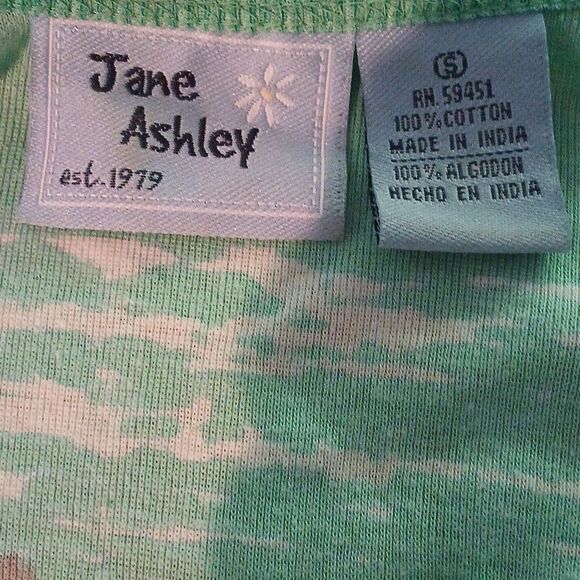 Jane
Ashley
est. 1979
(S)
RN. 59451
100% COTTON
MADE IN INDIA
100% ALGODON
HECHO EN INDIA